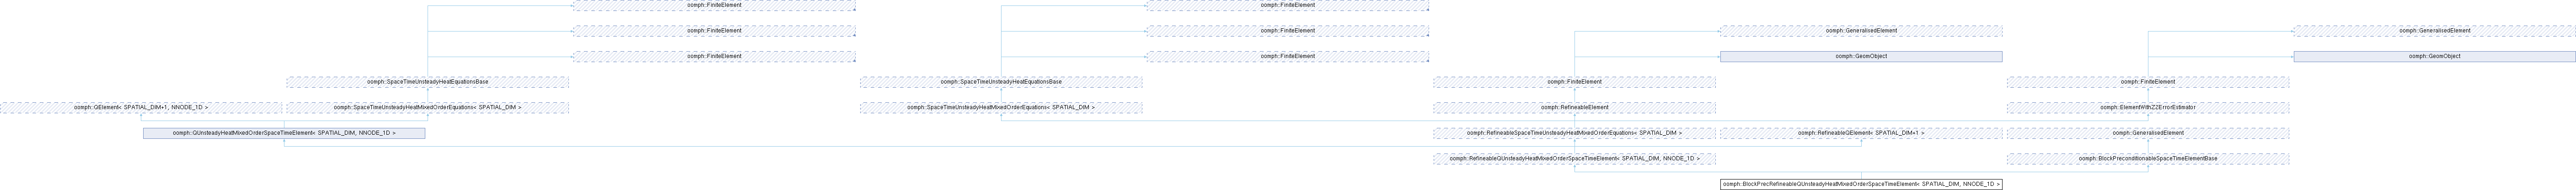 oomph::FiniteElement
oomph::FiniteElement
oomph::FiniteElement
oomph::FiniteElement
oomph::GeneralisedElement
oomph::GeneralisedElement
oomph::FiniteElement
oomph::FiniteElement
oomph::GeomObject
oomph::GeomObject
oomph::SpaceTimeUnsteadyHeatEquationsBase
oomph::SpaceTimeUnsteadyHeatEquationsBase
oomph::FiniteElement
oomph::FiniteElement
oomph::QElement< SPATIAL_DIM+1, NNODE_1D >
oomph::SpaceTimeUnsteadyHeatMixedOrderEquations< SPATIAL_DIM >
oomph::SpaceTimeUnsteadyHeatMixedOrderEquations< SPATIAL_DIM >
oomph::RefineableElement
oomph::ElementWithZ2ErrorEstimator
oomph::QUnsteadyHeatMixedOrderSpaceTimeElement< SPATIAL_DIM, NNODE_1D >
oomph::RefineableSpaceTimeUnsteadyHeatMixedOrderEquations< SPATIAL_DIM >
oomph::RefineableQElement< SPATIAL_DIM+1 >
oomph::GeneralisedElement
oomph::RefineableQUnsteadyHeatMixedOrderSpaceTimeElement< SPATIAL_DIM, NNODE_1D >
oomph::BlockPreconditionableSpaceTimeElementBase
oomph::BlockPrecRefineableQUnsteadyHeatMixedOrderSpaceTimeElement< SPATIAL_DIM, NNODE_1D >